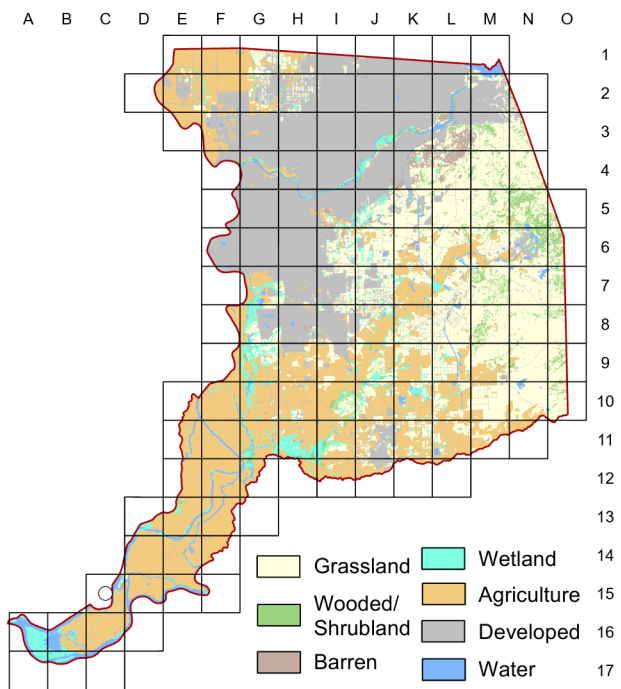 A B C D E F G H I J K L M N O
1
2
3
4
5
6
7
8
9
10
11
12
13
14
15
16
17
Grassland
Wooded/
Shrubland
Barren
Wetland
Agriculture
Developed
Water